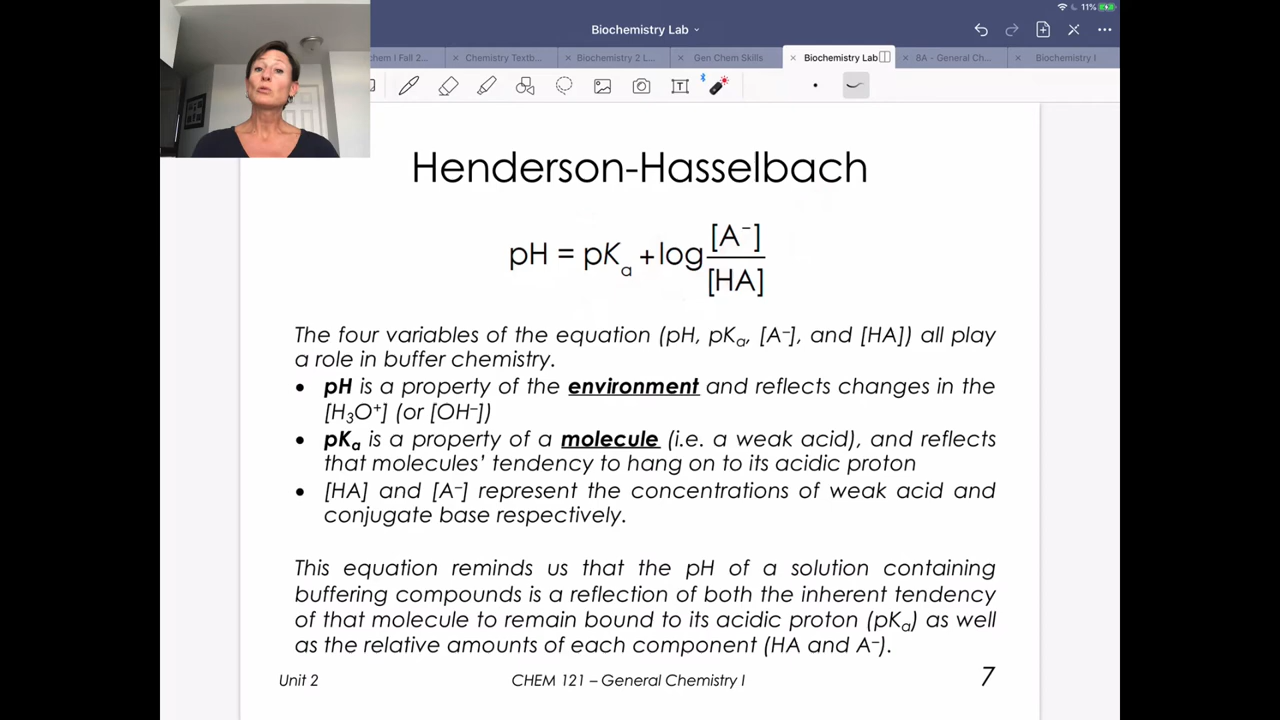 11%
Biochemistry Lab
em I Fall 2...
Chemistry Textb...
Biochemistry 2 L...
Gen Chem Skills
Biochemistry Lab
8A - General Ch...
Biochemistry I
Henderson-Hasselbach
pH = pKₐ + log [A⁻]
[HA]
The four variables of the equation (pH, pKₐ, [A⁻], and [HA]) all play
a role in buffer chemistry.
• pH is a property of the environment and reflects changes in the
[H₃O⁺] (or [OH⁻])
• pKₐ is a property of a molecule (i.e. a weak acid), and reflects
that molecules' tendency to hang on to its acidic proton
• [HA] and [A⁻] represent the concentrations of weak acid and
conjugate base respectively.
This equation reminds us that the pH of a solution containing
buffering compounds is a reflection of both the inherent tendency
of that molecule to remain bound to its acidic proton (pKₐ) as well
as the relative amounts of each component (HA and A⁻).
Unit 2
CHEM 121 – General Chemistry I
7